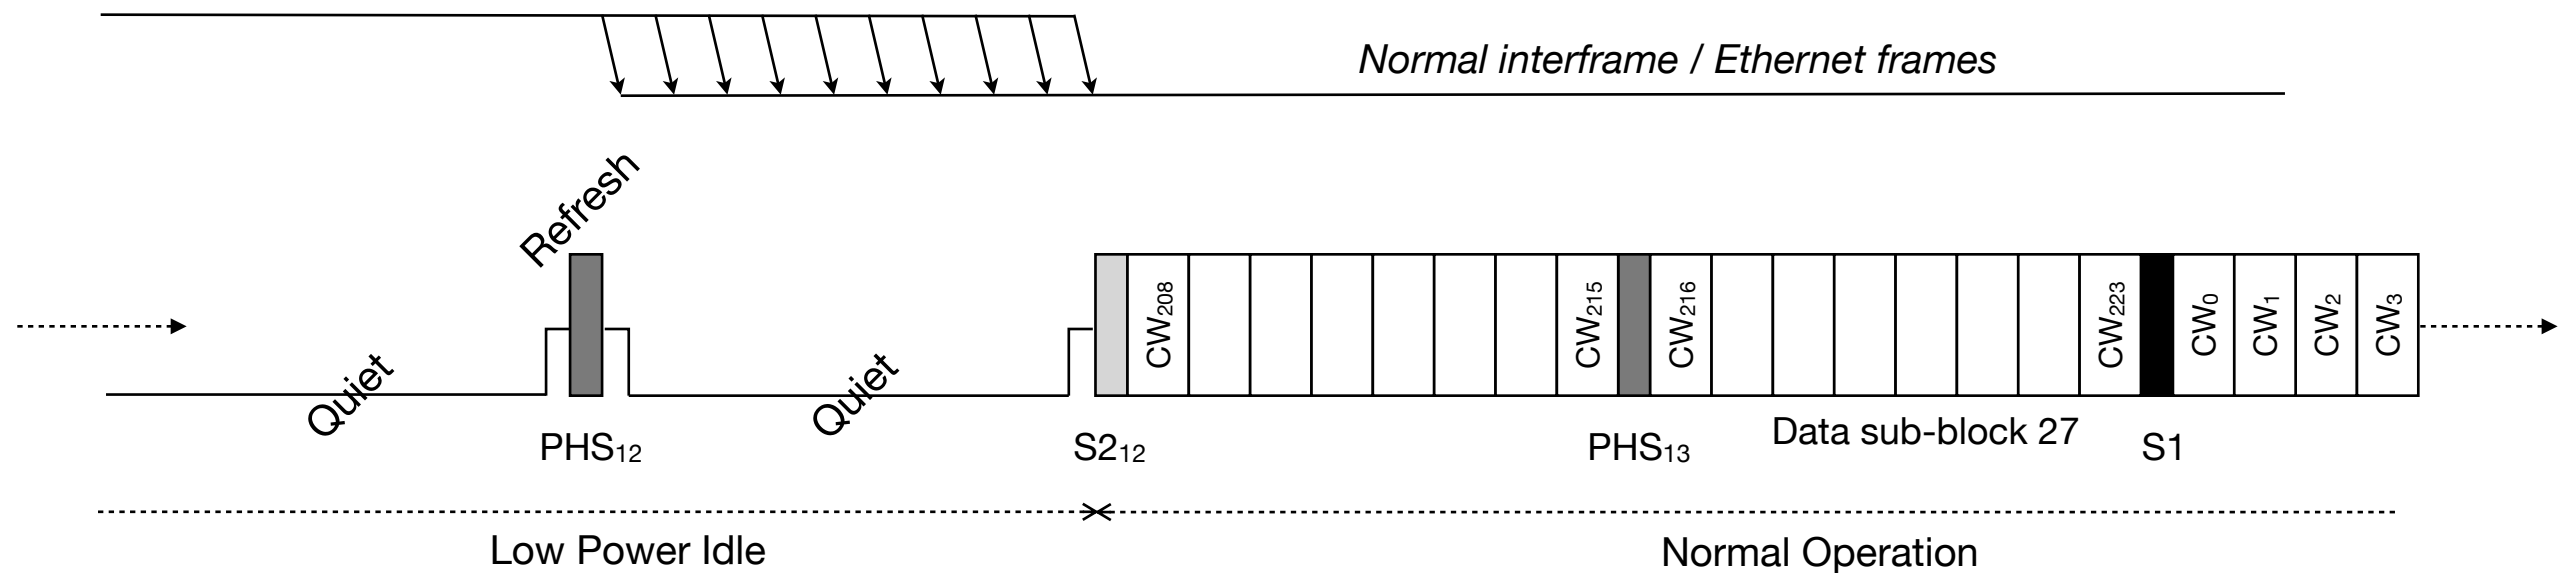 Normal interframe / Ethernet frames
Refresh
Quiet
Quiet
CW208
CW215
CW216
CW223
CW0
CW1
CW2
CW3
PHS12
S212
PHS13
Data sub-block 27
S1
Low Power Idle
Normal Operation